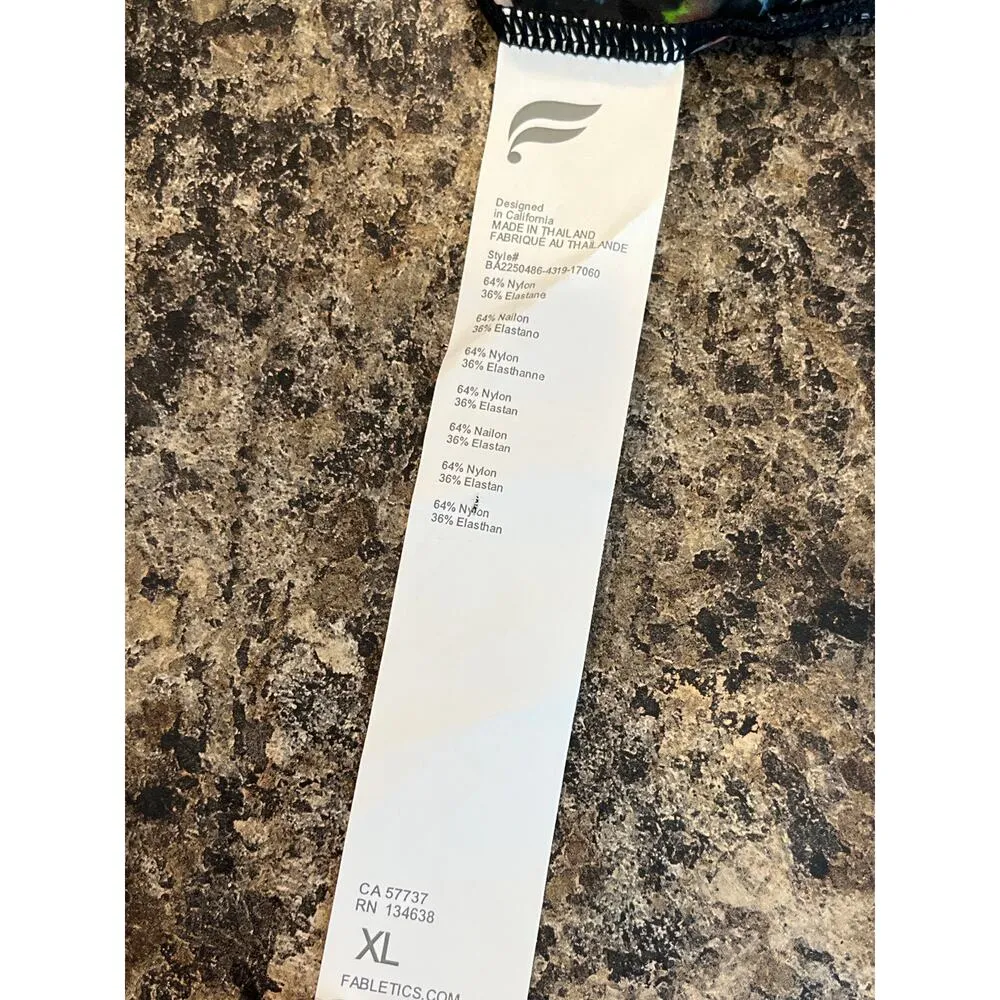 Designed
in California
MADE IN THAILAND
FABRIQUÉ AU THAILANDE
Style#
BA2250486-4319-17060
64% Nylon
36% Elastane
64% Nailon
36% Elastano
64% Nylon
36% Elasthanne
64% Nylon
36% Elastan
64% Nailon
36% Elastan
64% Nylon
36% Elastan
64% Nylon
36% Elasthan
CA 57737
RN 134638
XL
FABLETICS.COM